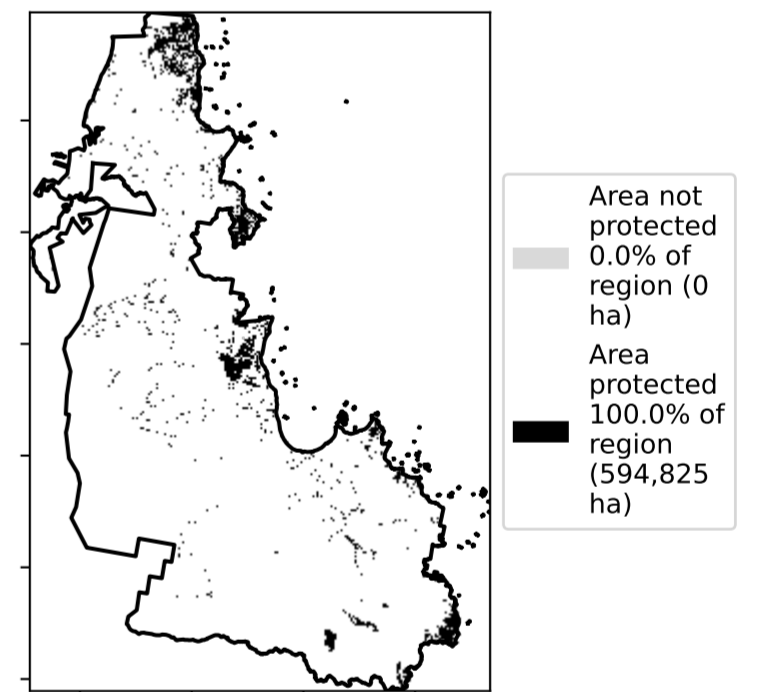 Area not
protected
0.0% of
region (0
ha)
Area
protected
100.0% of
region
(594,825
ha)